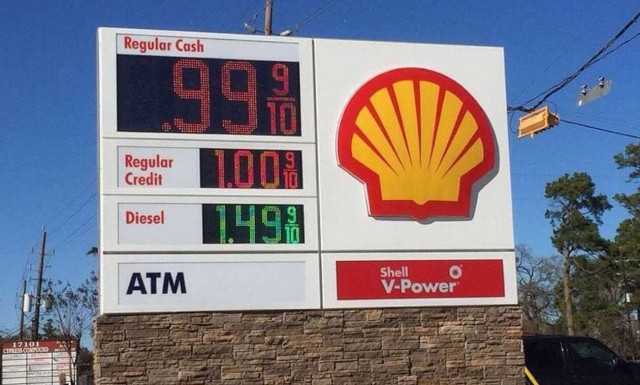 Regular Cash
.99 9/10
Regular
Credit
1.00 9/10
Diesel
1.49 9/10
ATM
Shell
V-Power
17101